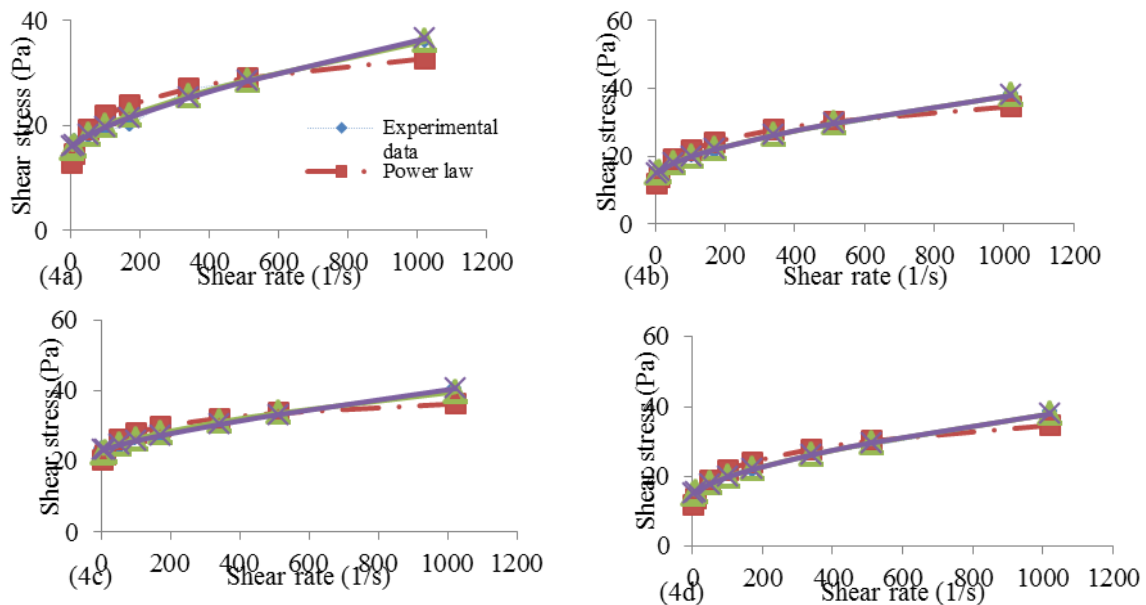 Shear stress (Pa)
40
20
0
0 200 400 600 800 1000 1200
Experimental
data
Power law
(4a) Shear rate (1/s)
Shear stress (Pa)
60
40
20
0
0 200 400 600 800 1000 1200
(4b) Shear rate (1/s)
Shear stress (Pa)
60
40
20
0
0 200 400 600 800 1000 1200
(4c) Shear rate (1/s)
Shear stress (Pa)
60
40
20
0
0 200 400 600 800 1000 1200
(4d) Shear rate (1/s)